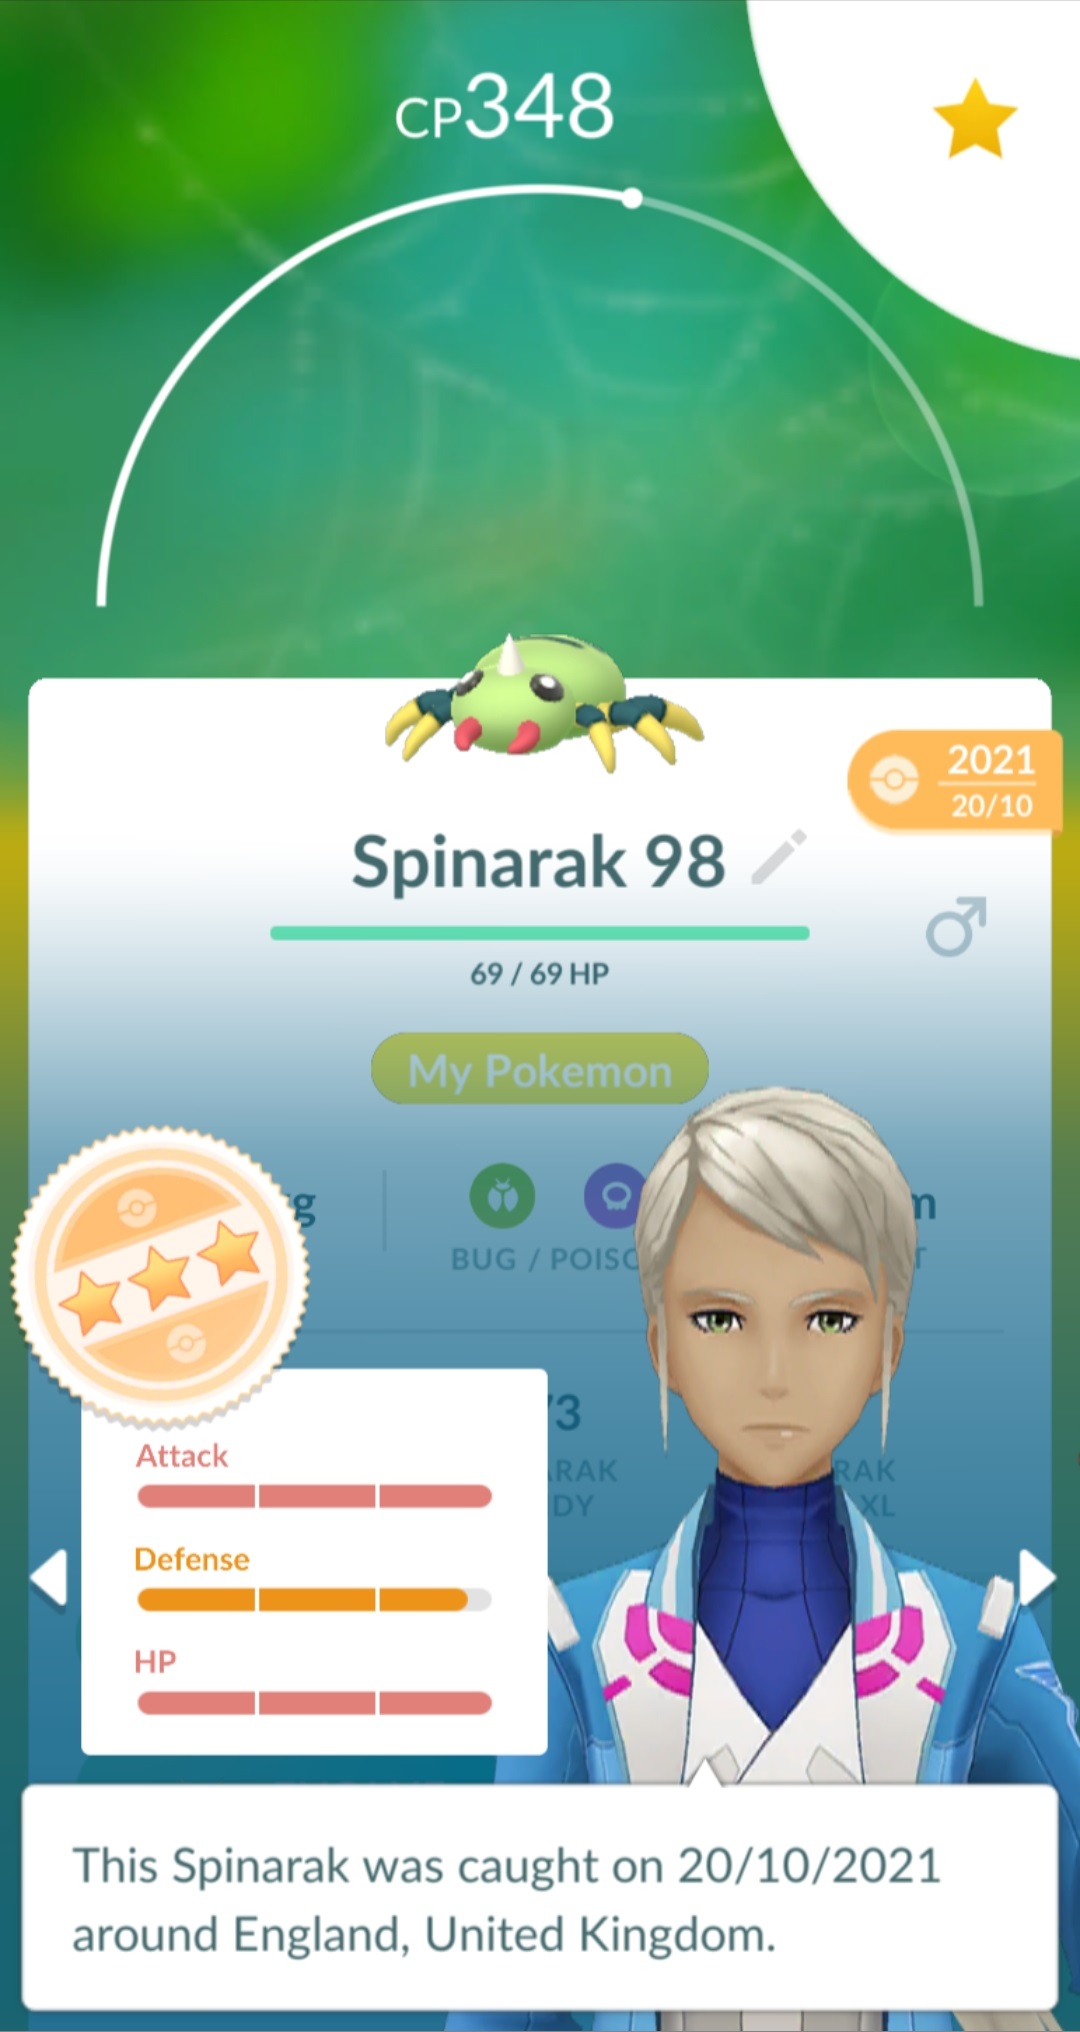 CP348
2021
20/10
Spinarak 98
69 / 69 HP
My Pokemon
BUG /
Attack
Defense
HP
This Spinarak was caught on 20/10/2021
around England, United Kingdom.